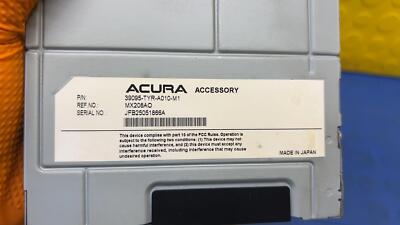 ACURA ACCESSORY
P/N: 39095-TYR-A010-M1
REF.NO.: MX208AO
SERIAL NO.: JFB25051866A
This device complies with part 15 of the FCC Rules. Operation is
subject to the following two conditions: (1) This device may not
cause harmful interference, and (2) this device must accept any
interference received, including interference that may cause
undesired operation.
MADE IN JAPAN